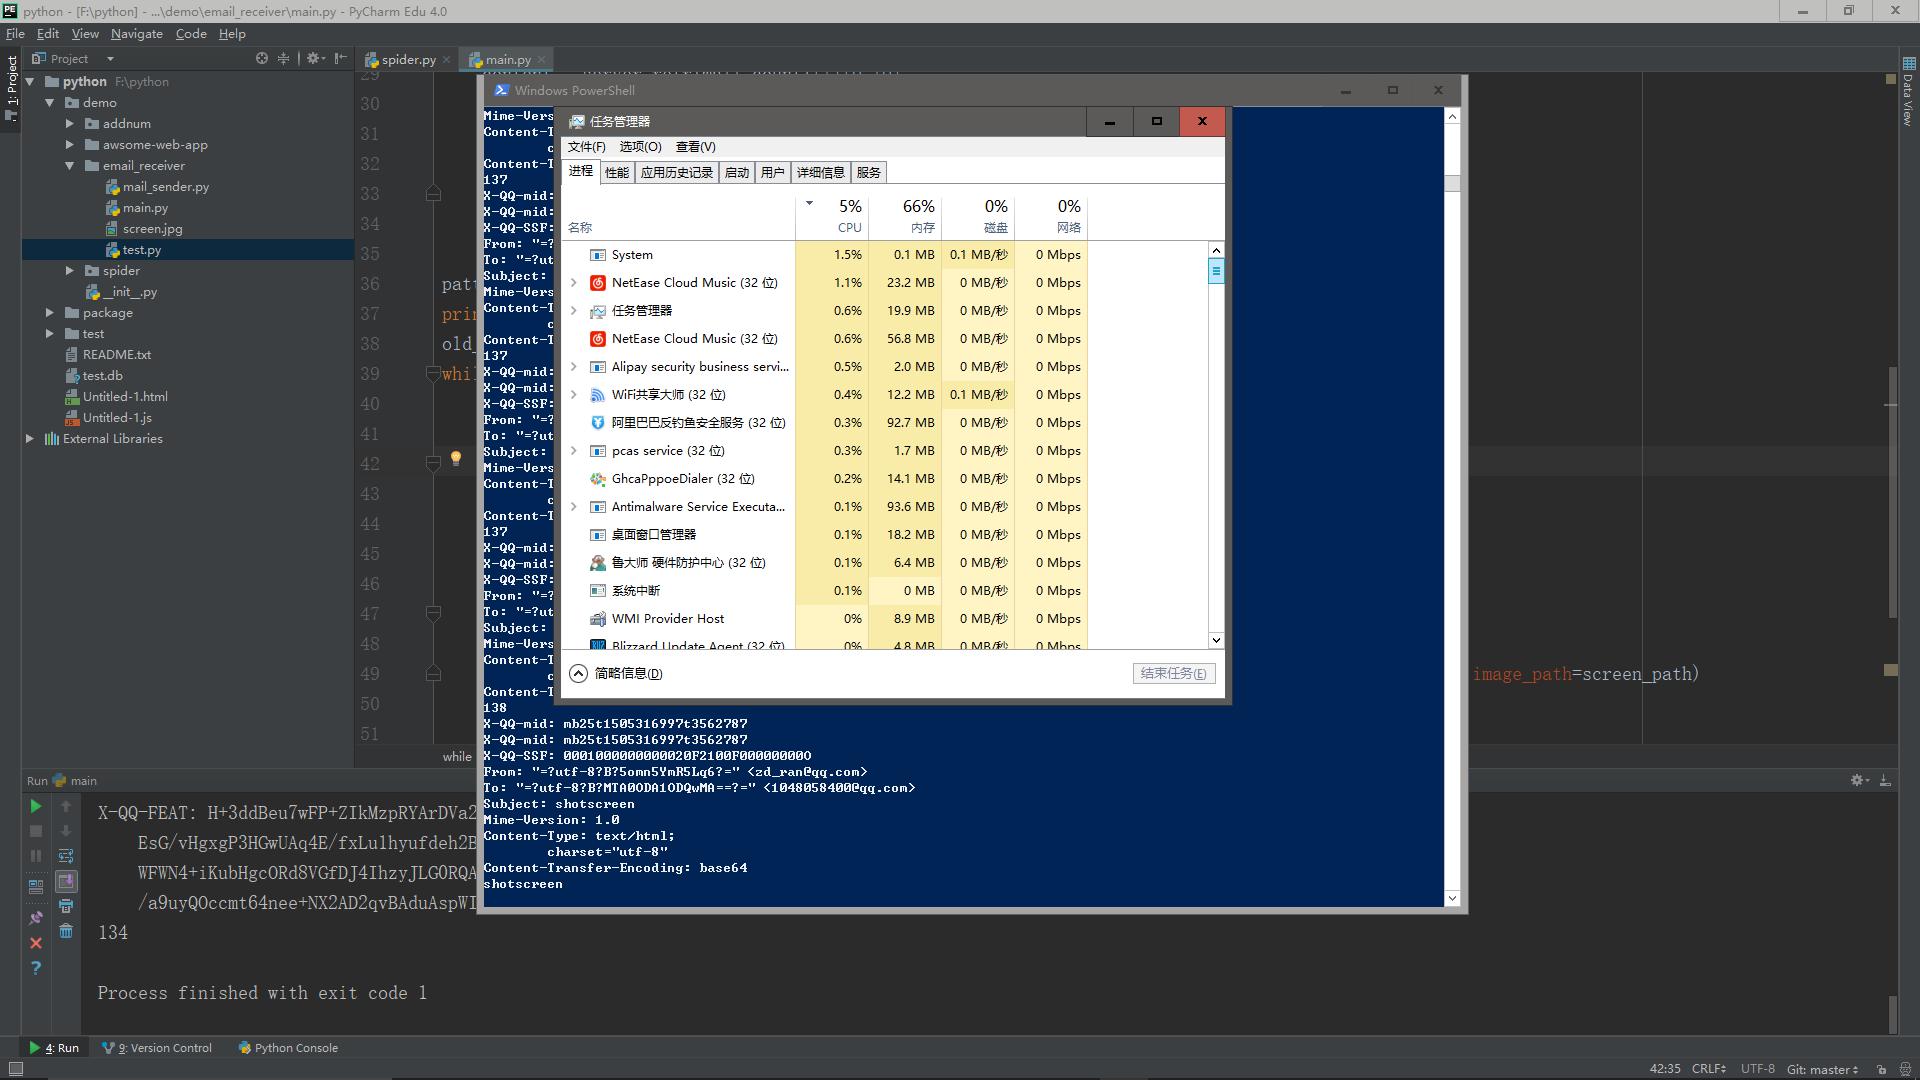 python - [F:\python] - ...\demo\email_receiver\main.py - PyCharm Edu 4.0
File Edit View Navigate Code Help
1: Project
Project
spider.py
main.py
Data View
python F:\python
demo
addnum
awsome-web-app
email_receiver
mail_sender.py
main.py
screen.jpg
test.py
spider
__init__.py
package
test
README.txt
test.db
Untitled-1.html
Untitled-1.js
External Libraries
29
30
31
32
33
34
35
36
37
38 old_
39 whil
40
41
42
43
44
45
46
47
48
49 image_path=screen_path)
50
51
while
Windows PowerShell
Mime-Vers
Content-T
c
Content-T
137
X-QQ-mid:
X-QQ-mid:
X-QQ-SSF:
From: "=?
To: "=?ut
Subject:
Mime-Vers
Content-T
c
Content-T
137
X-QQ-mid:
X-QQ-mid:
X-QQ-SSF:
From: "=?
To: "=?ut
Subject:
Mime-Vers
Content-T
c
Content-T
137
X-QQ-mid:
X-QQ-mid:
X-QQ-SSF:
From: "=?
To: "=?ut
Subject:
Mime-Vers
Content-T
c
Content-T
138
X-QQ-mid: mb25t1505316997t3562787
X-QQ-mid: mb25t1505316997t3562787
X-QQ-SSF: 0001000000000020F2100F000000000O
From: "=?utf-8?B?5omn5YmR5Lq6?=" <zd_ran@qq.com>
To: "=?utf-8?B?MTA0ODA1ODQwMA==?=" <1048058400@qq.com>
Subject: shotscreen
Mime-Version: 1.0
Content-Type: text/html;
charset="utf-8"
Content-Transfer-Encoding: base64
shotscreen
任务管理器
文件(F) 选项(O) 查看(V)
进程 性能 应用历史记录 启动 用户 详细信息 服务
5% 66% 0% 0%
名称 CPU 内存 磁盘 网络
System 1.5% 0.1 MB 0.1 MB/秒 0 Mbps
NetEase Cloud Music (32 位) 1.1% 23.2 MB 0 MB/秒 0 Mbps
任务管理器 0.6% 19.9 MB 0 MB/秒 0 Mbps
NetEase Cloud Music (32 位) 0.6% 56.8 MB 0 MB/秒 0 Mbps
Alipay security business servi... 0.5% 2.0 MB 0 MB/秒 0 Mbps
WiFi共享大师 (32 位) 0.4% 12.2 MB 0.1 MB/秒 0 Mbps
阿里巴巴反钓鱼安全服务 (32 位) 0.3% 92.7 MB 0 MB/秒 0 Mbps
pcas service (32 位) 0.3% 1.7 MB 0 MB/秒 0 Mbps
GhcaPppoeDialer (32 位) 0.2% 14.1 MB 0 MB/秒 0 Mbps
Antimalware Service Executa... 0.1% 93.6 MB 0 MB/秒 0 Mbps
桌面窗口管理器 0.1% 18.2 MB 0 MB/秒 0 Mbps
鲁大师 硬件防护中心 (32 位) 0.1% 6.4 MB 0 MB/秒 0 Mbps
系统中断 0.1% 0 MB 0 MB/秒 0 Mbps
WMI Provider Host 0% 8.9 MB 0 MB/秒 0 Mbps
Blizzard Update Agent (32 位) 0% 4.8 MB 0 MB/秒 0 Mbps
简略信息(D) 结束任务(E)
Run main
X-QQ-FEAT: H+3ddBeu7wFP+ZIkMzpRYArDVa2
EsG/vHgxgP3HGwUAq4E/fxLulhyufdeh2B
WFWN4+iKubHgcORd8VGfDJ4IhzyJLGORQA
/a9uyQOccmt64nee+NX2AD2qvBAduAspWI
134
Process finished with exit code 1
4: Run 9: Version Control Python Console
42:35 CRLF UTF-8 Git: master